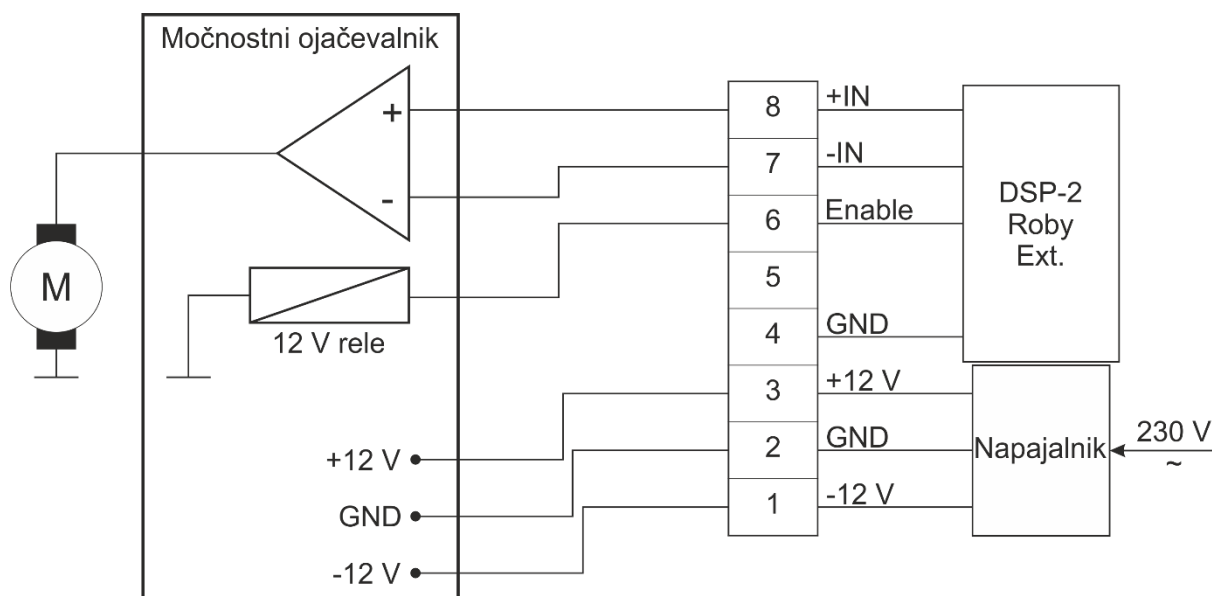 Močnostni ojačevalnik
+
-
M
12 V rele
+12 V
GND
-12 V
8
7
6
5
4
3
2
1
+IN
-IN
Enable
GND
+12 V
GND
-12 V
DSP-2
Roby
Ext.
Napajalnik
230 V
~